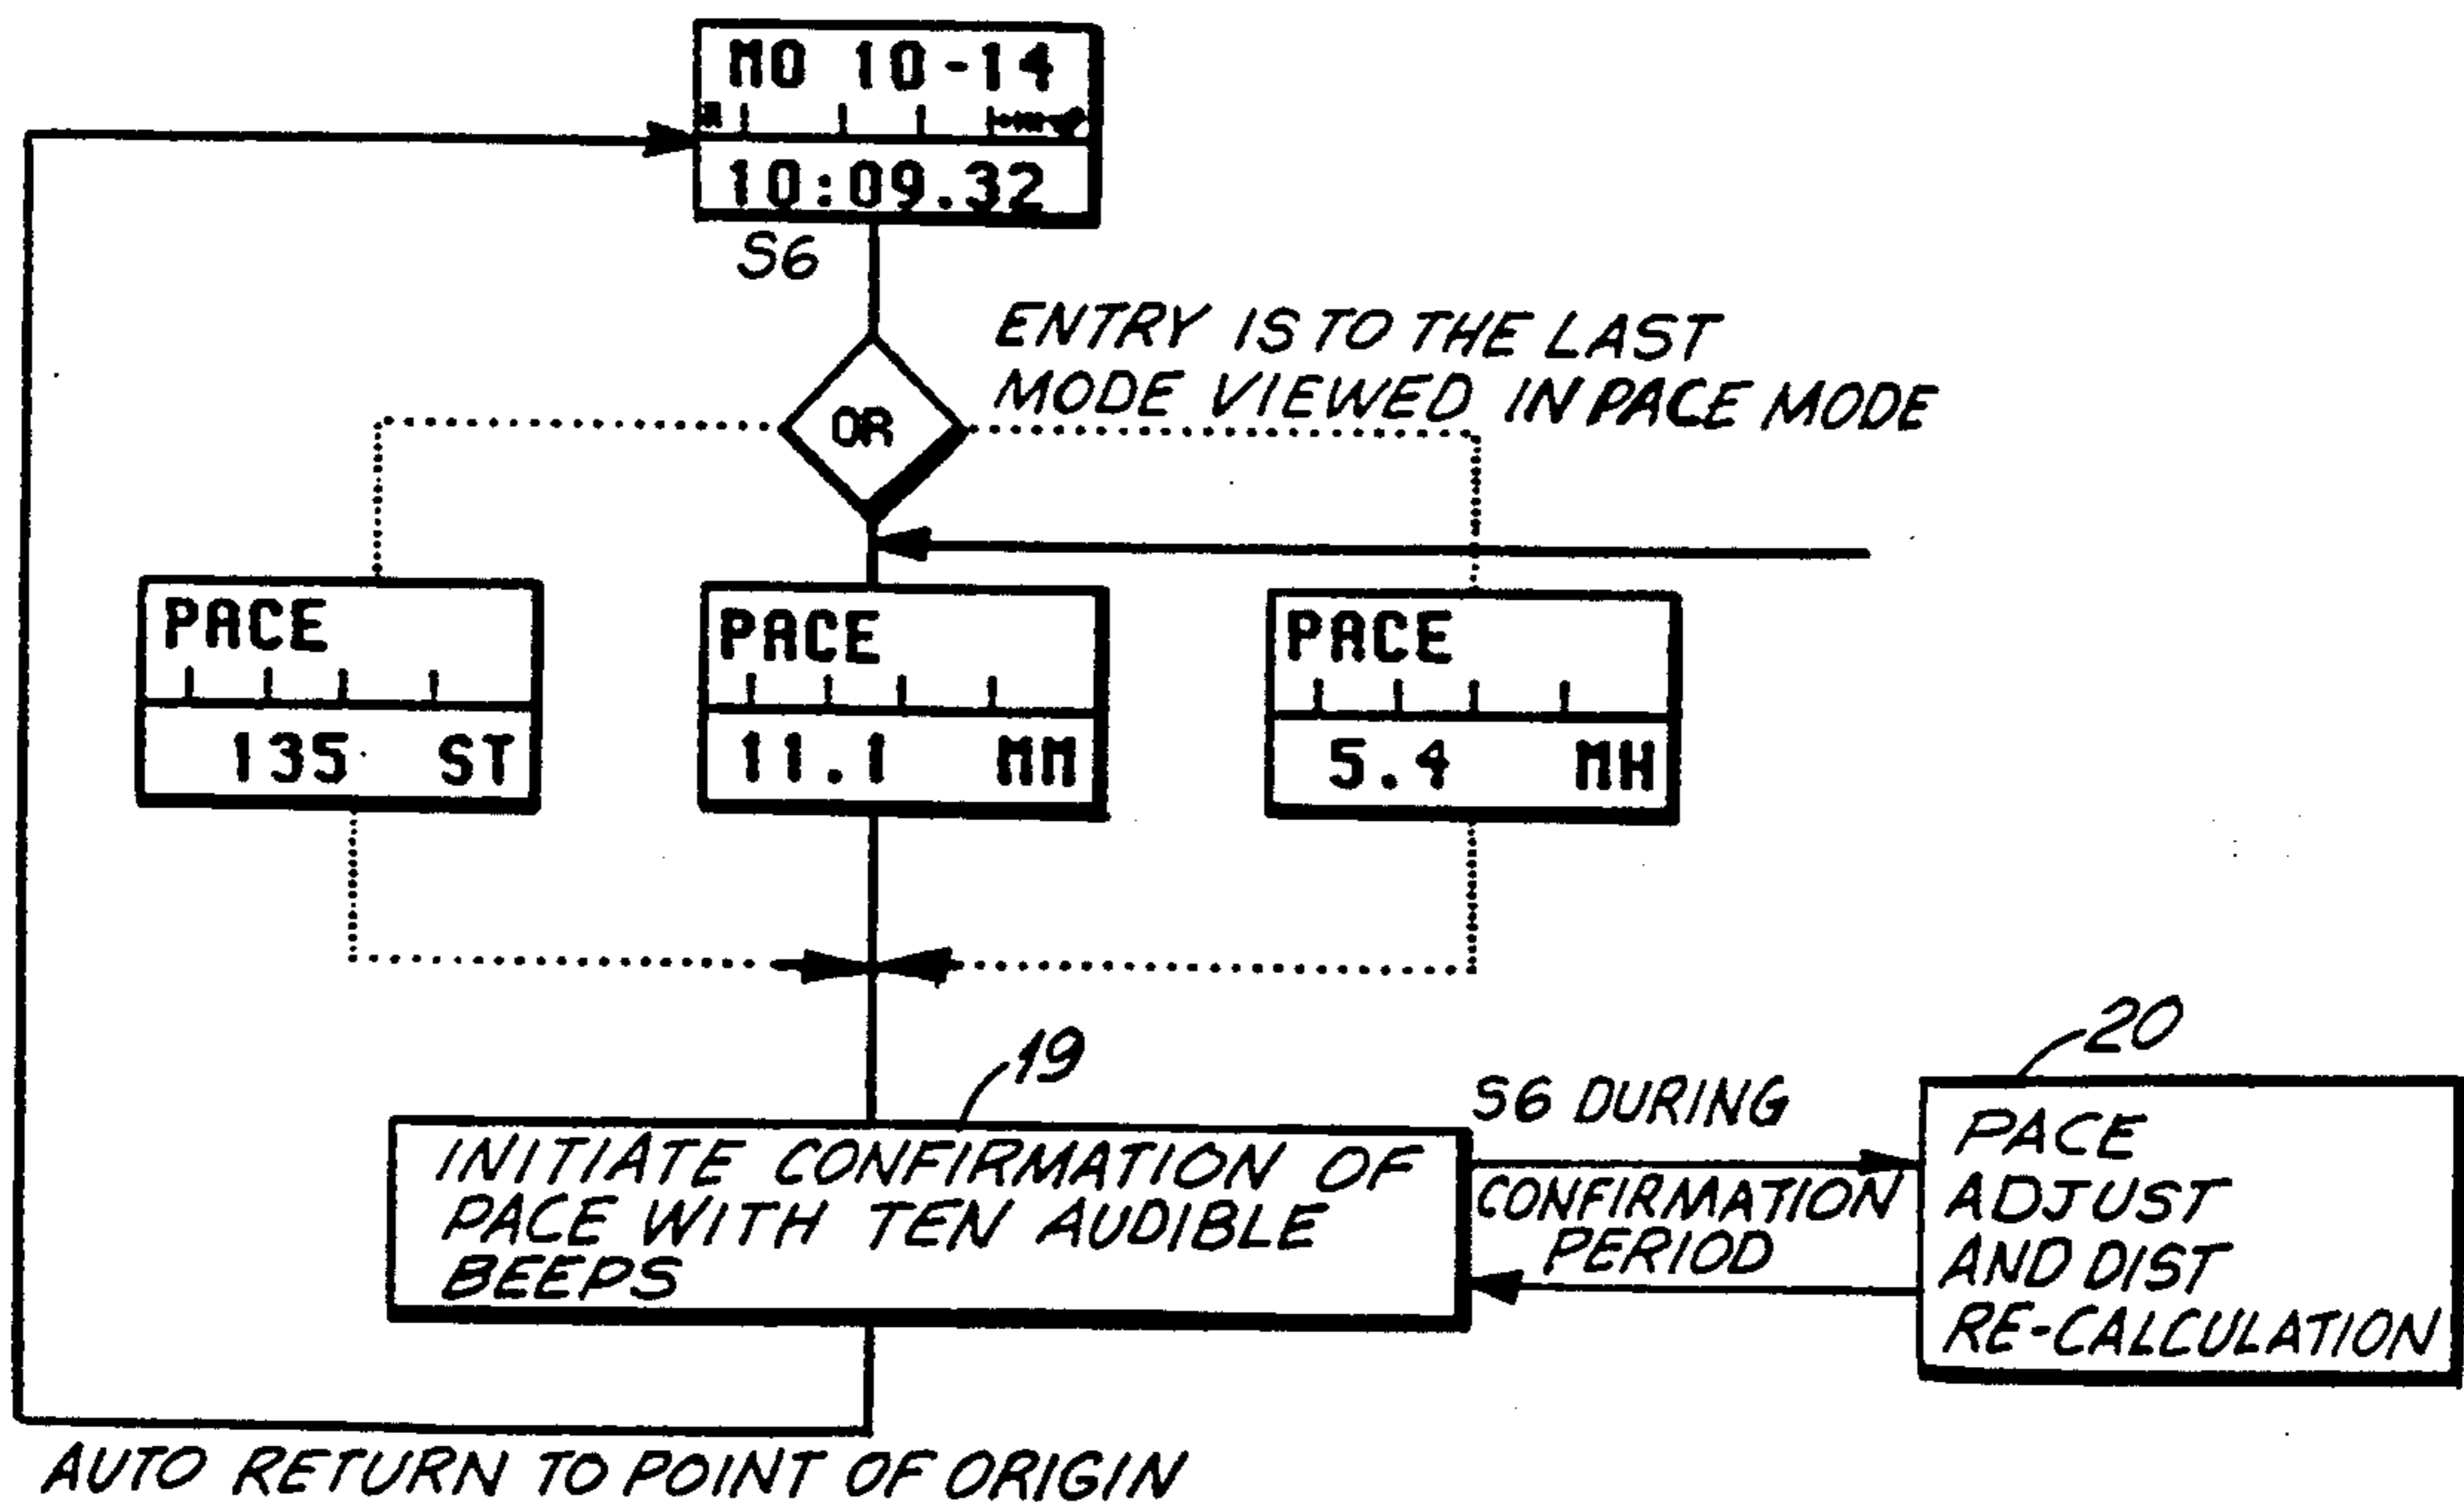 MO 10-14
10:09.32
S6
ENTRY IS TO THE LAST
MODE VIEWED IN PACE MODE
OR
PACE
135 ST
PACE
11.1 MM
PACE
5.4 MH
19
INITIATE CONFIRMATION OF
PACE WITH TEN AUDIBLE
BEEPS
S6 DURING
CONFIRMATION
PERIOD
20
PACE
ADJUST
AND DIST
RE-CALCULATION
AUTO RETURN TO POINT OF ORIGIN